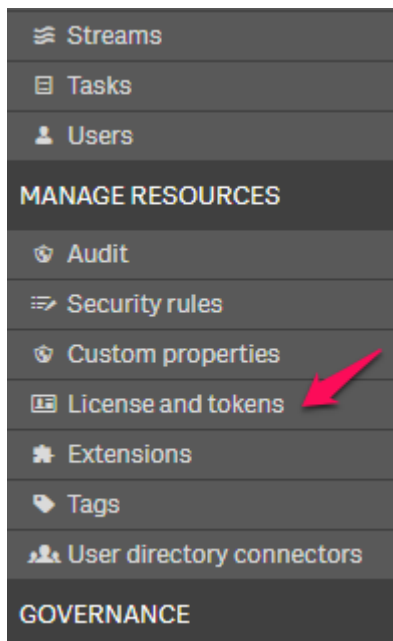 Streams
Tasks
Users
MANAGE RESOURCES
Audit
Security rules
Custom properties
License and tokens
Extensions
Tags
User directory connectors
GOVERNANCE